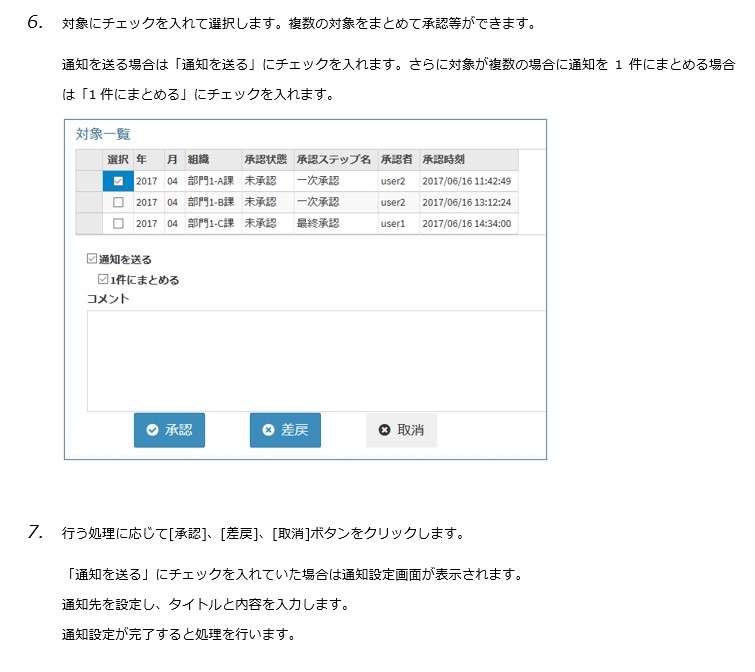 6. 対象にチェックを入れて選択します。複数の対象をまとめて承認等ができます。
通知を送る場合は「通知を送る」にチェックを入れます。さらに対象が複数の場合に通知を 1 件にまとめる場合
は「1 件にまとめる」にチェックを入れます。
対象一覧
選択 年 月 組織 承認状態 承認ステップ名 承認者 承認時刻
2017 04 部門1-A課 未承認 一次承認 user2 2017/06/16 11:42:49
2017 04 部門1-B課 未承認 一次承認 user2 2017/06/16 13:12:24
2017 04 部門1-C課 未承認 最終承認 user1 2017/06/16 14:34:00
通知を送る
1件にまとめる
コメント
承認 差戻 取消
7. 行う処理に応じて[承認]、[差戻]、[取消]ボタンをクリックします。
「通知を送る」にチェックを入れていた場合は通知設定画面が表示されます。
通知先を設定し、タイトルと内容を入力します。
通知設定が完了すると処理を行います。